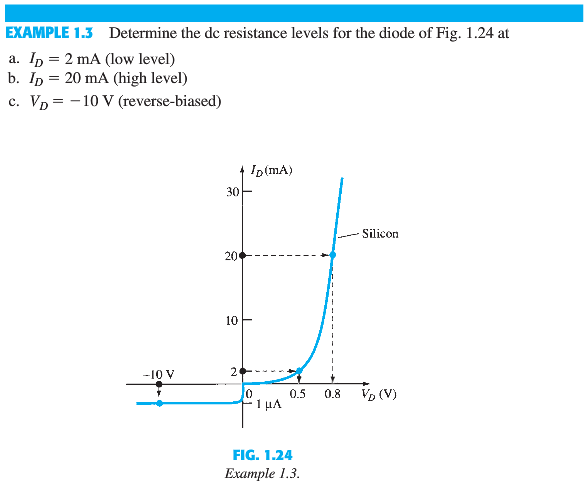 EXAMPLE 1.3 Determine the dc resistance levels for the diode of Fig. 1.24 at
a. I_D = 2 mA (low level)
b. I_D = 20 mA (high level)
c. V_D = −10 V (reverse-biased)
I_D (mA)
30
Silicon
20
10
−10 V
2
0
0.5
0.8
V_D (V)
1 μA
FIG. 1.24
Example 1.3.